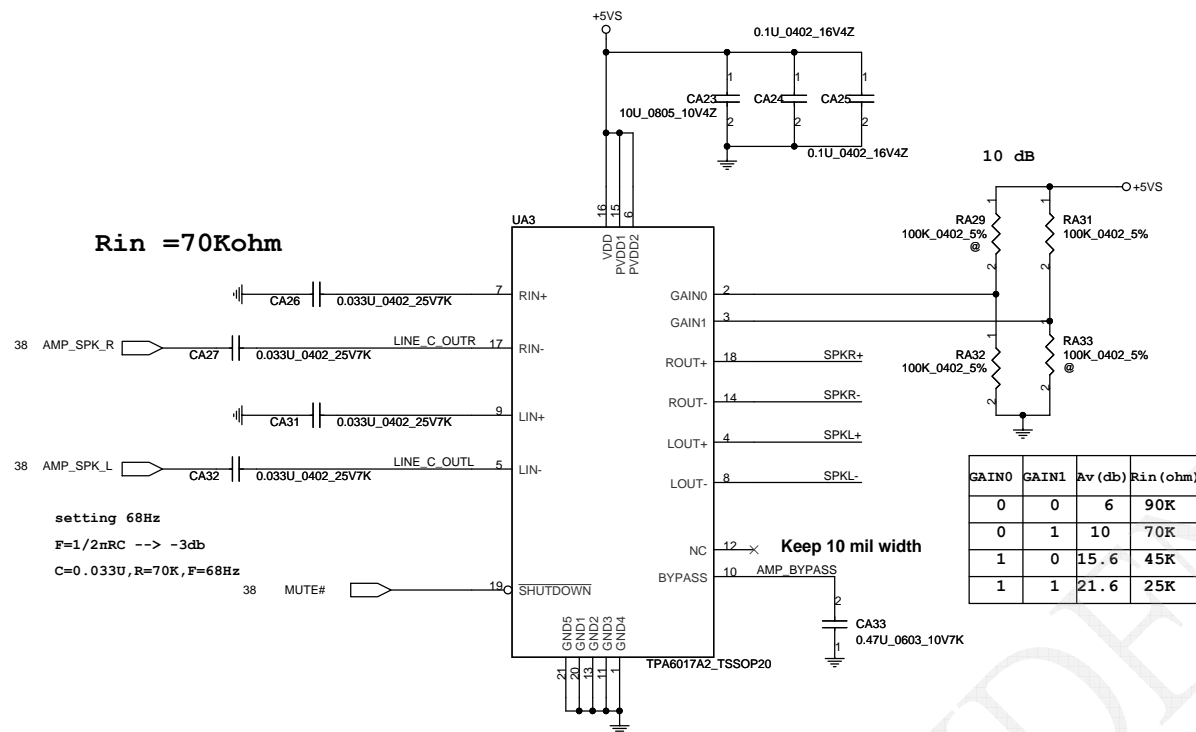 +5VS
0.1U_0402_16V4Z
1 1 1
CA23 CA24 CA25
10U_0805_10V4Z
2 2 2
0.1U_0402_16V4Z
10 dB
+5VS
1 1
RA29 RA31
100K_0402_5% 100K_0402_5%
@
2 2
UA3
16 15 6
VDD PVDD1 PVDD2
Rin =70Kohm
CA26 0.033U_0402_25V7K 7 RIN+
38 AMP_SPK_R CA27 0.033U_0402_25V7K LINE_C_OUTR 17 RIN-
CA31 0.033U_0402_25V7K 9 LIN+
38 AMP_SPK_L CA32 0.033U_0402_25V7K LINE_C_OUTL 5 LIN-
GAIN0 2
GAIN1 3
ROUT+ 18 SPKR+
ROUT- 14 SPKR-
LOUT+ 4 SPKL+
LOUT- 8 SPKL-
1 1
RA32 RA33
100K_0402_5% 100K_0402_5%
@
2 2
GAIN0 GAIN1 Av(db) Rin(ohm)
0 0 6 90K
0 1 10 70K
1 0 15.6 45K
1 1 21.6 25K
setting 68Hz
F=1/2πRC --> -3db
C=0.033U,R=70K,F=68Hz
38 MUTE# 19 SHUTDOWN
NC 12 Keep 10 mil width
BYPASS 10 AMP_BYPASS
2
CA33
0.47U_0603_10V7K
1
GND5 GND1 GND2 GND3 GND4
21 20 13 11 1
TPA6017A2_TSSOP20